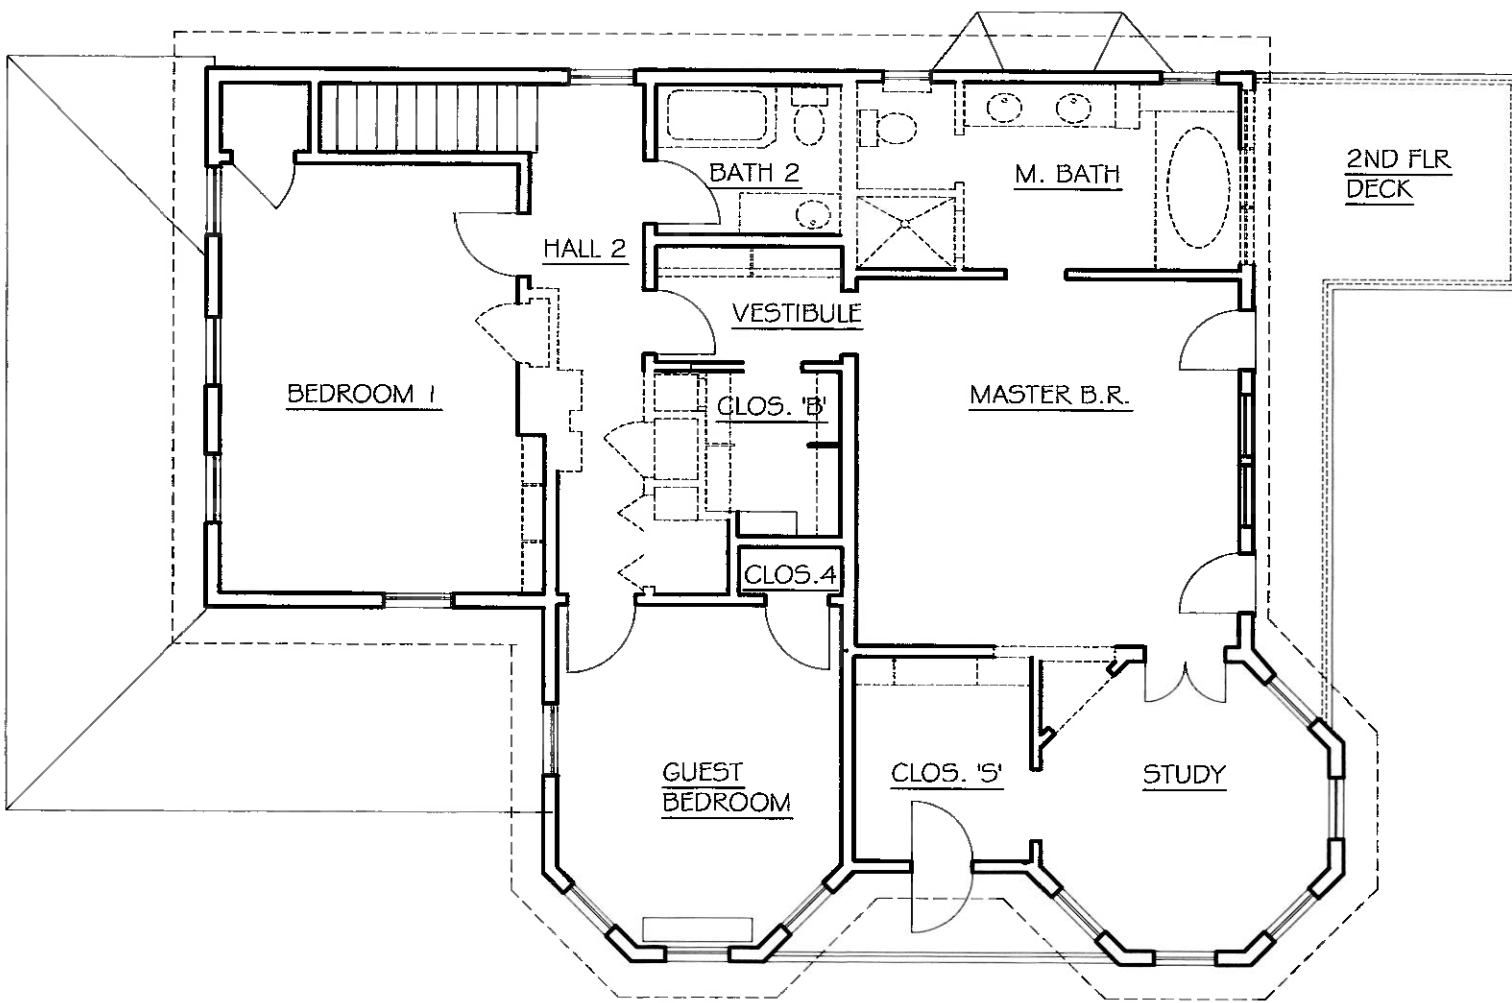 BATH 2
M. BATH
2ND FLR
DECK
HALL 2
VESTIBULE
BEDROOM 1
CLOS. 'B'
MASTER B.R.
CLOS.4
GUEST
BEDROOM
CLOS. 'S'
STUDY